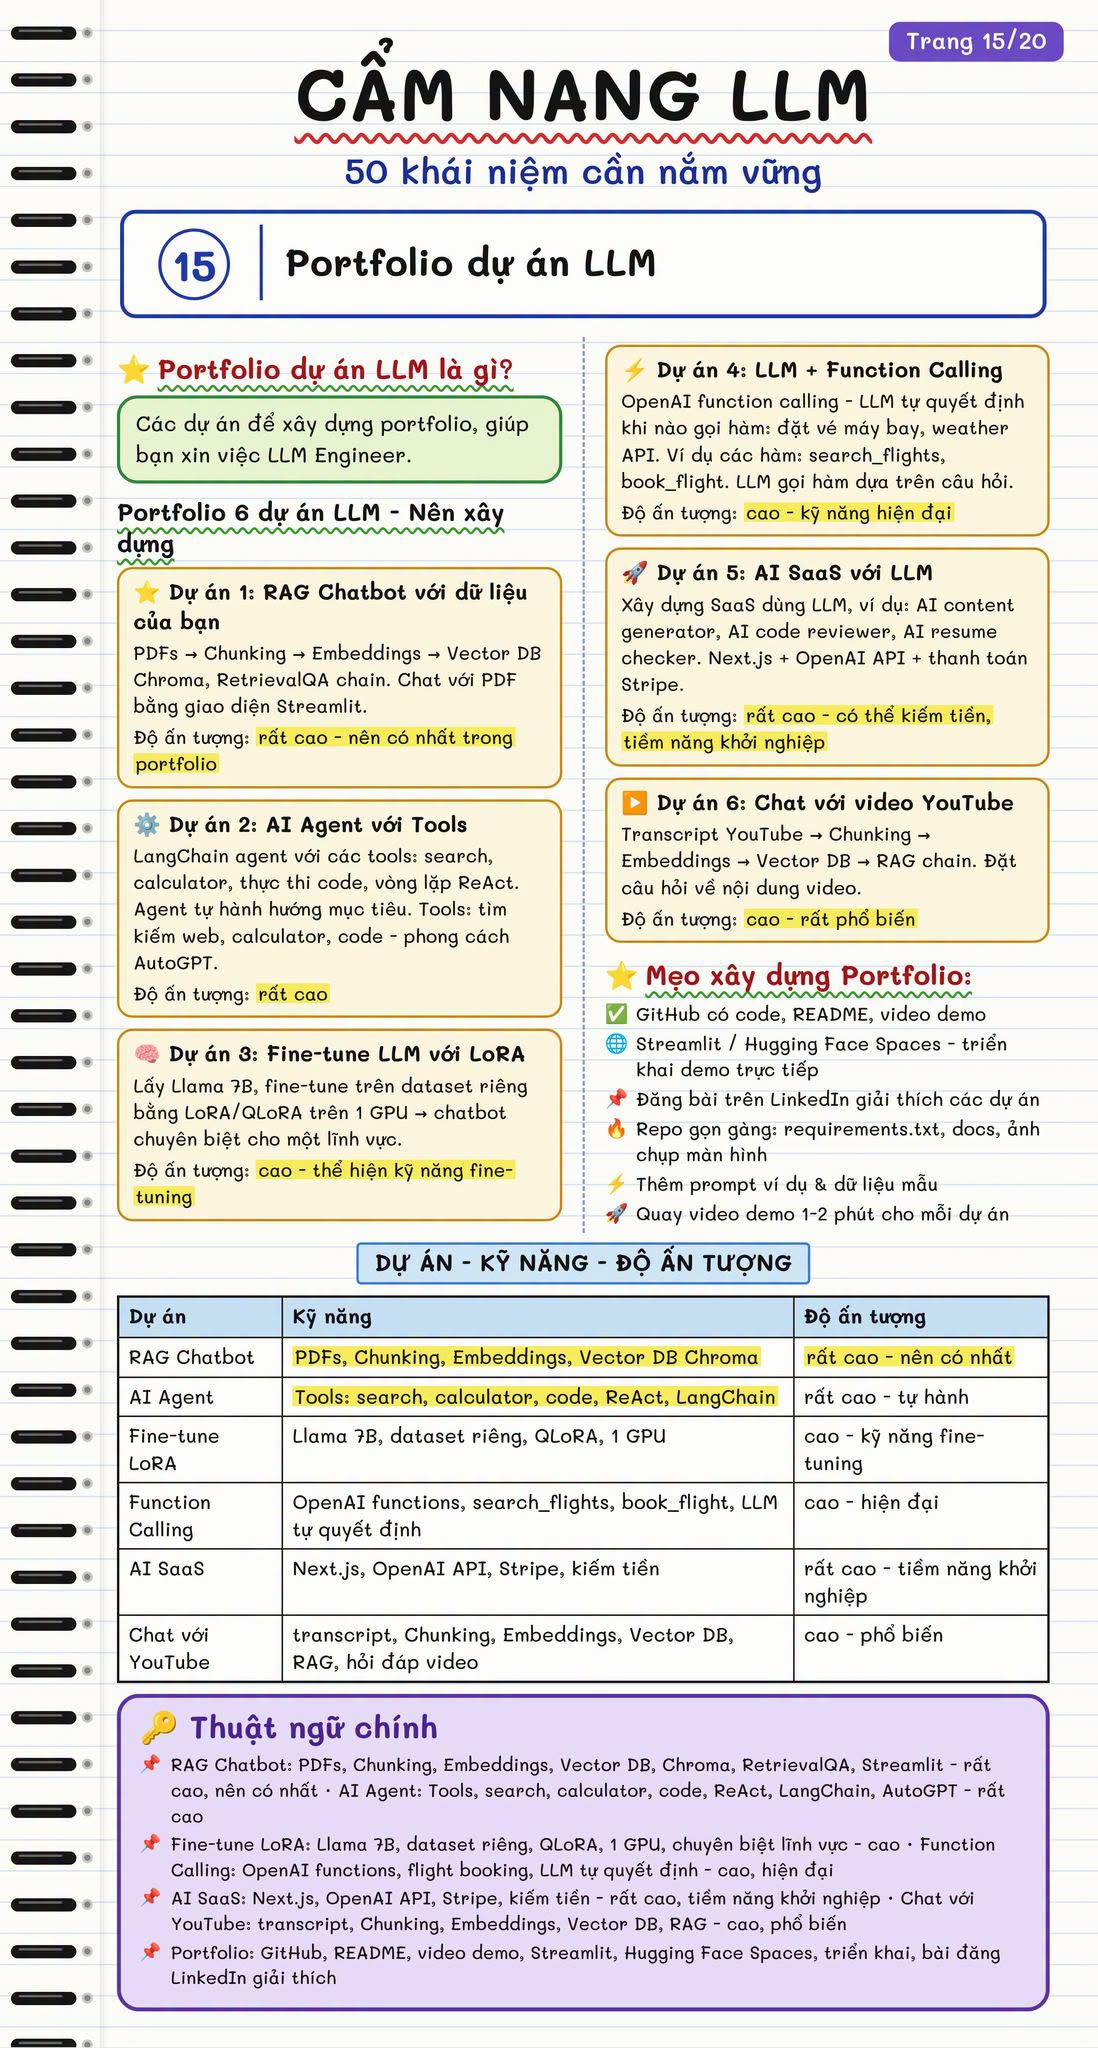 Trang 15/20
CẨM NANG LLM
50 khái niệm cần nắm vững
15
Portfolio dự án LLM
⭐ Portfolio dự án LLM là gì?
Các dự án để xây dựng portfolio, giúp
bạn xin việc LLM Engineer.
Portfolio 6 dự án LLM - Nên xây
dựng
⭐ Dự án 1: RAG Chatbot với dữ liệu
của bạn
PDFs → Chunking → Embeddings → Vector DB
Chroma, RetrievalQA chain. Chat với PDF
bằng giao diện Streamlit.
Độ ấn tượng: rất cao - nên có nhất trong
portfolio
⚙️ Dự án 2: AI Agent với Tools
LangChain agent với các tools: search,
calculator, thực thi code, vòng lặp ReAct.
Agent tự hành hướng mục tiêu. Tools: tìm
kiếm web, calculator, code - phong cách
AutoGPT.
Độ ấn tượng: rất cao
🧠 Dự án 3: Fine-tune LLM với LoRA
Lấy Llama 7B, fine-tune trên dataset riêng
bằng LoRA/QLoRA trên 1 GPU → chatbot
chuyên biệt cho một lĩnh vực.
Độ ấn tượng: cao - thể hiện kỹ năng fine-
tuning
⚡ Dự án 4: LLM + Function Calling
OpenAI function calling - LLM tự quyết định
khi nào gọi hàm: đặt vé máy bay, weather
API. Ví dụ các hàm: search_flights,
book_flight. LLM gọi hàm dựa trên câu hỏi.
Độ ấn tượng: cao - kỹ năng hiện đại
🚀 Dự án 5: AI SaaS với LLM
Xây dựng SaaS dùng LLM, ví dụ: AI content
generator, AI code reviewer, AI resume
checker. Next.js + OpenAI API + thanh toán
Stripe.
Độ ấn tượng: rất cao - có thể kiếm tiền,
tiềm năng khởi nghiệp
▶️ Dự án 6: Chat với video YouTube
Transcript YouTube → Chunking →
Embeddings → Vector DB → RAG chain. Đặt
câu hỏi về nội dung video.
Độ ấn tượng: cao - rất phổ biến
⭐ Mẹo xây dựng Portfolio:
✅ GitHub có code, README, video demo
🌐 Streamlit / Hugging Face Spaces - triển
khai demo trực tiếp
📌 Đăng bài trên LinkedIn giải thích các dự án
🔥 Repo gọn gàng: requirements.txt, docs, ảnh
chụp màn hình
⚡ Thêm prompt ví dụ & dữ liệu mẫu
🚀 Quay video demo 1-2 phút cho mỗi dự án
DỰ ÁN - KỸ NĂNG - ĐỘ ẤN TƯỢNG
Dự án Kỹ năng Độ ấn tượng
RAG Chatbot PDFs, Chunking, Embeddings, Vector DB Chroma rất cao - nên có nhất
AI Agent Tools: search, calculator, code, ReAct, LangChain rất cao - tự hành
Fine-tune Llama 7B, dataset riêng, QLoRA, 1 GPU cao - kỹ năng fine-
LoRA tuning
Function OpenAI functions, search_flights, book_flight, LLM cao - hiện đại
Calling tự quyết định
AI SaaS Next.js, OpenAI API, Stripe, kiếm tiền rất cao - tiềm năng khởi
nghiệp
Chat với transcript, Chunking, Embeddings, Vector DB, cao - phổ biến
YouTube RAG, hỏi đáp video
🔑 Thuật ngữ chính
📌 RAG Chatbot: PDFs, Chunking, Embeddings, Vector DB, Chroma, RetrievalQA, Streamlit - rất
cao, nên có nhất · AI Agent: Tools, search, calculator, code, ReAct, LangChain, AutoGPT - rất
cao
📌 Fine-tune LoRA: Llama 7B, dataset riêng, QLoRA, 1 GPU, chuyên biệt lĩnh vực - cao · Function
Calling: OpenAI functions, flight booking, LLM tự quyết định - cao, hiện đại
📌 AI SaaS: Next.js, OpenAI API, Stripe, kiếm tiền - rất cao, tiềm năng khởi nghiệp · Chat với
YouTube: transcript, Chunking, Embeddings, Vector DB, RAG - cao, phổ biến
📌 Portfolio: GitHub, README, video demo, Streamlit, Hugging Face Spaces, triển khai, bài đăng
LinkedIn giải thích